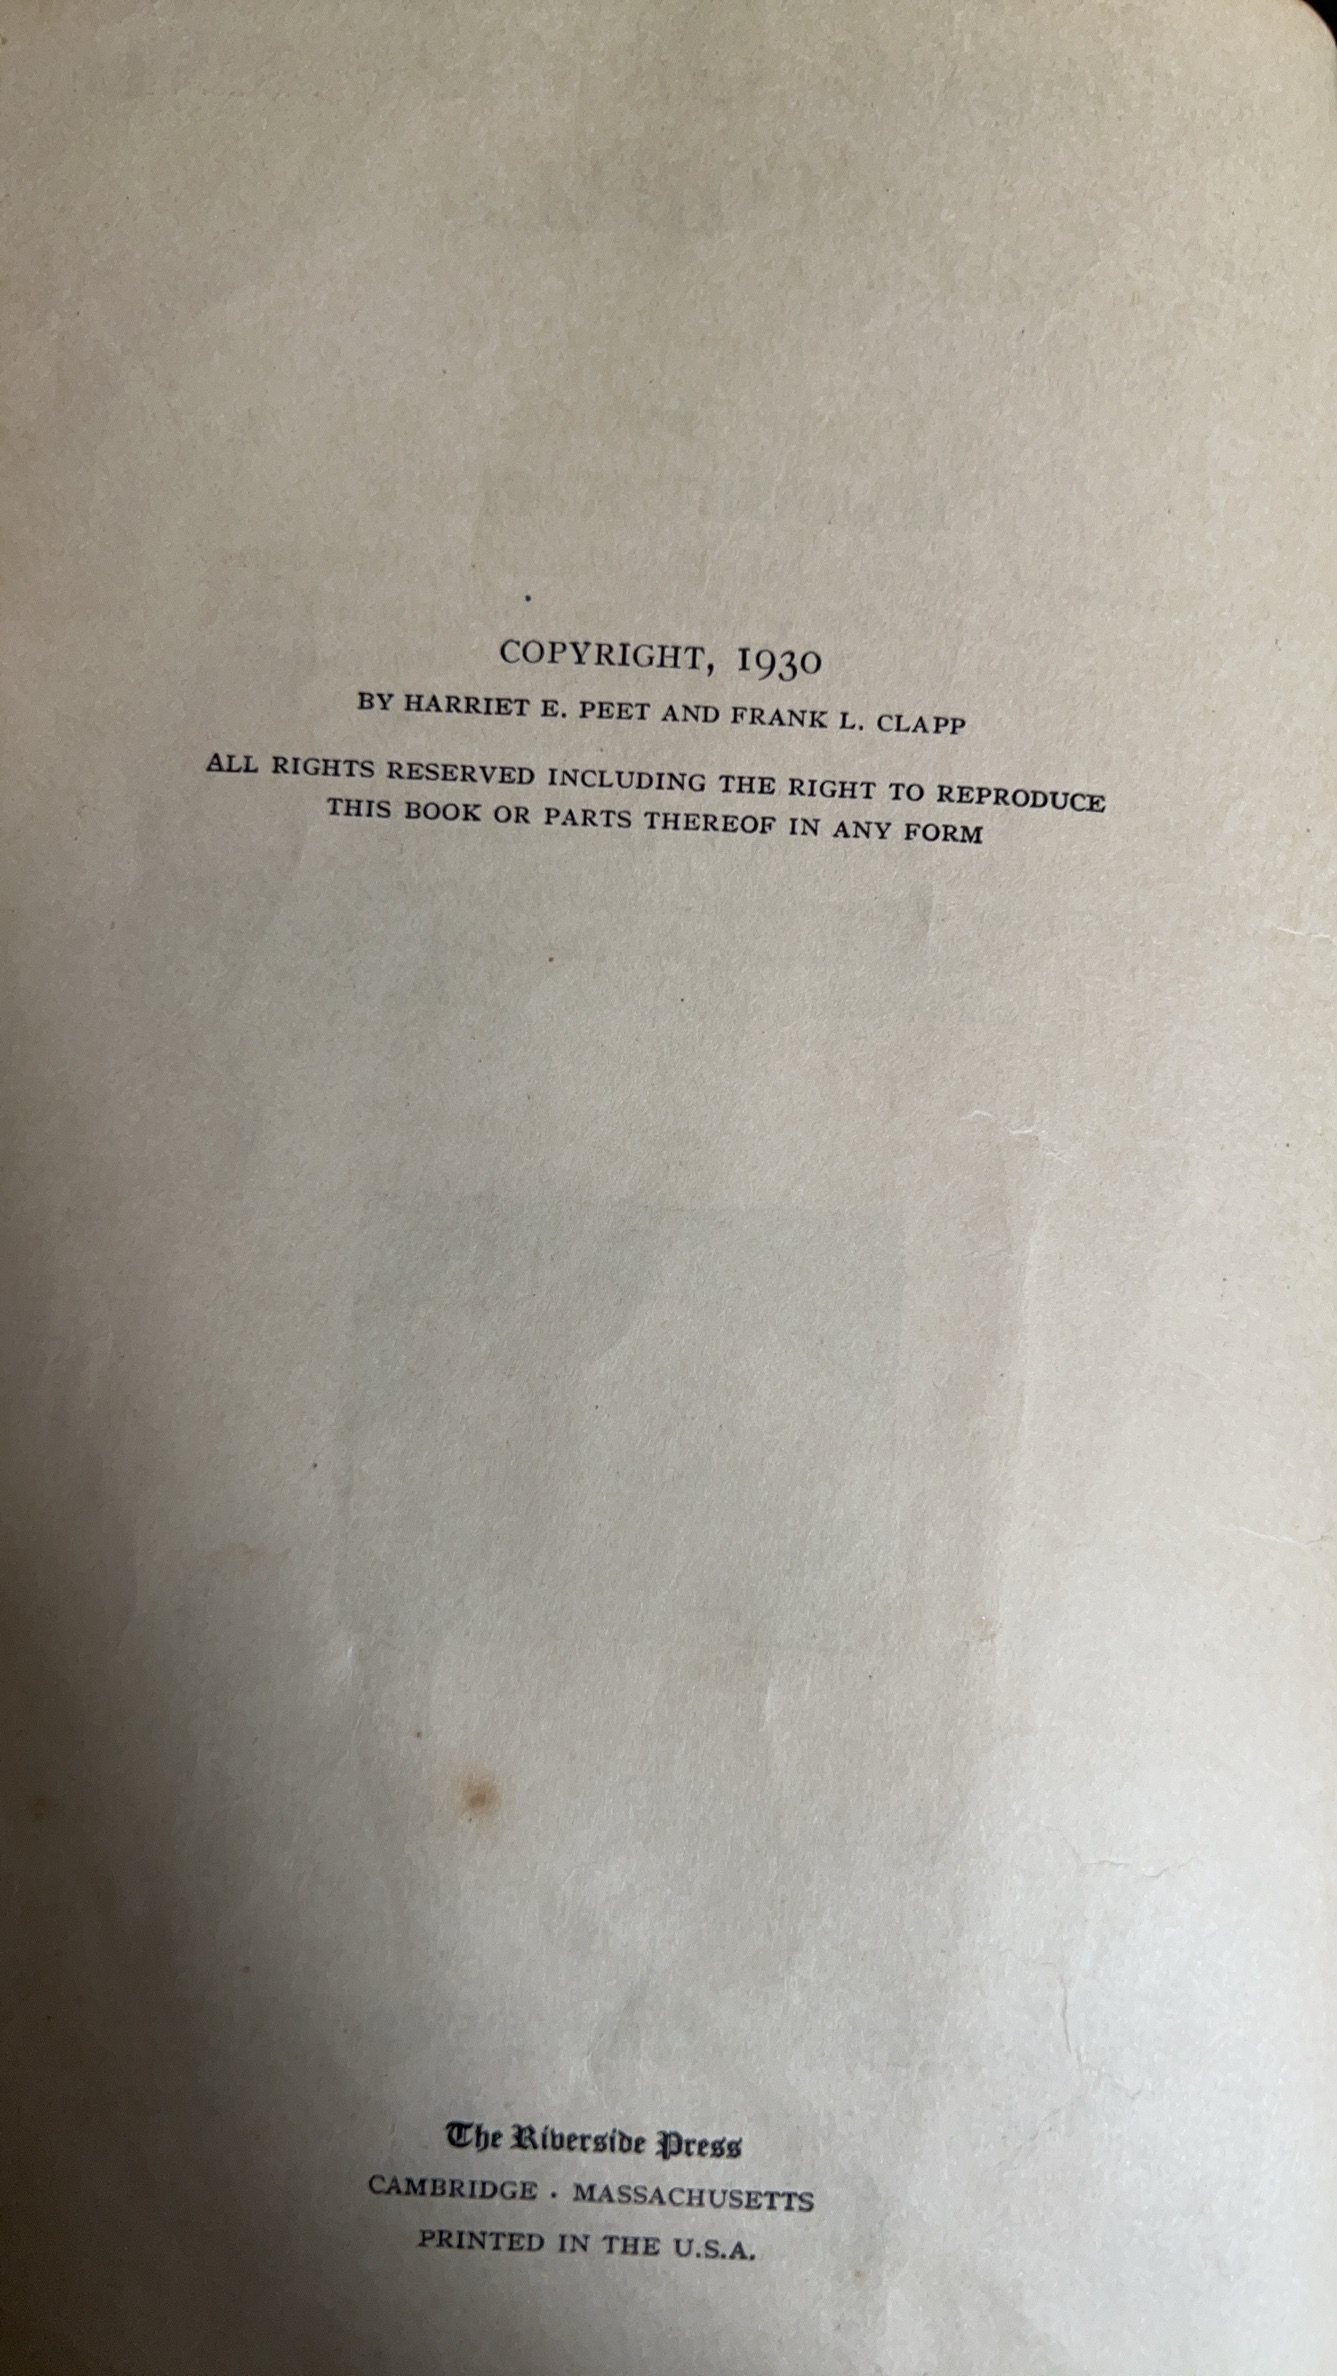 COPYRIGHT, 1930
BY HARRIET E. PEET AND FRANK L. CLAPP
ALL RIGHTS RESERVED INCLUDING THE RIGHT TO REPRODUCE
THIS BOOK OR PARTS THEREOF IN ANY FORM
The Riverside Press
CAMBRIDGE · MASSACHUSETTS
PRINTED IN THE U.S.A.